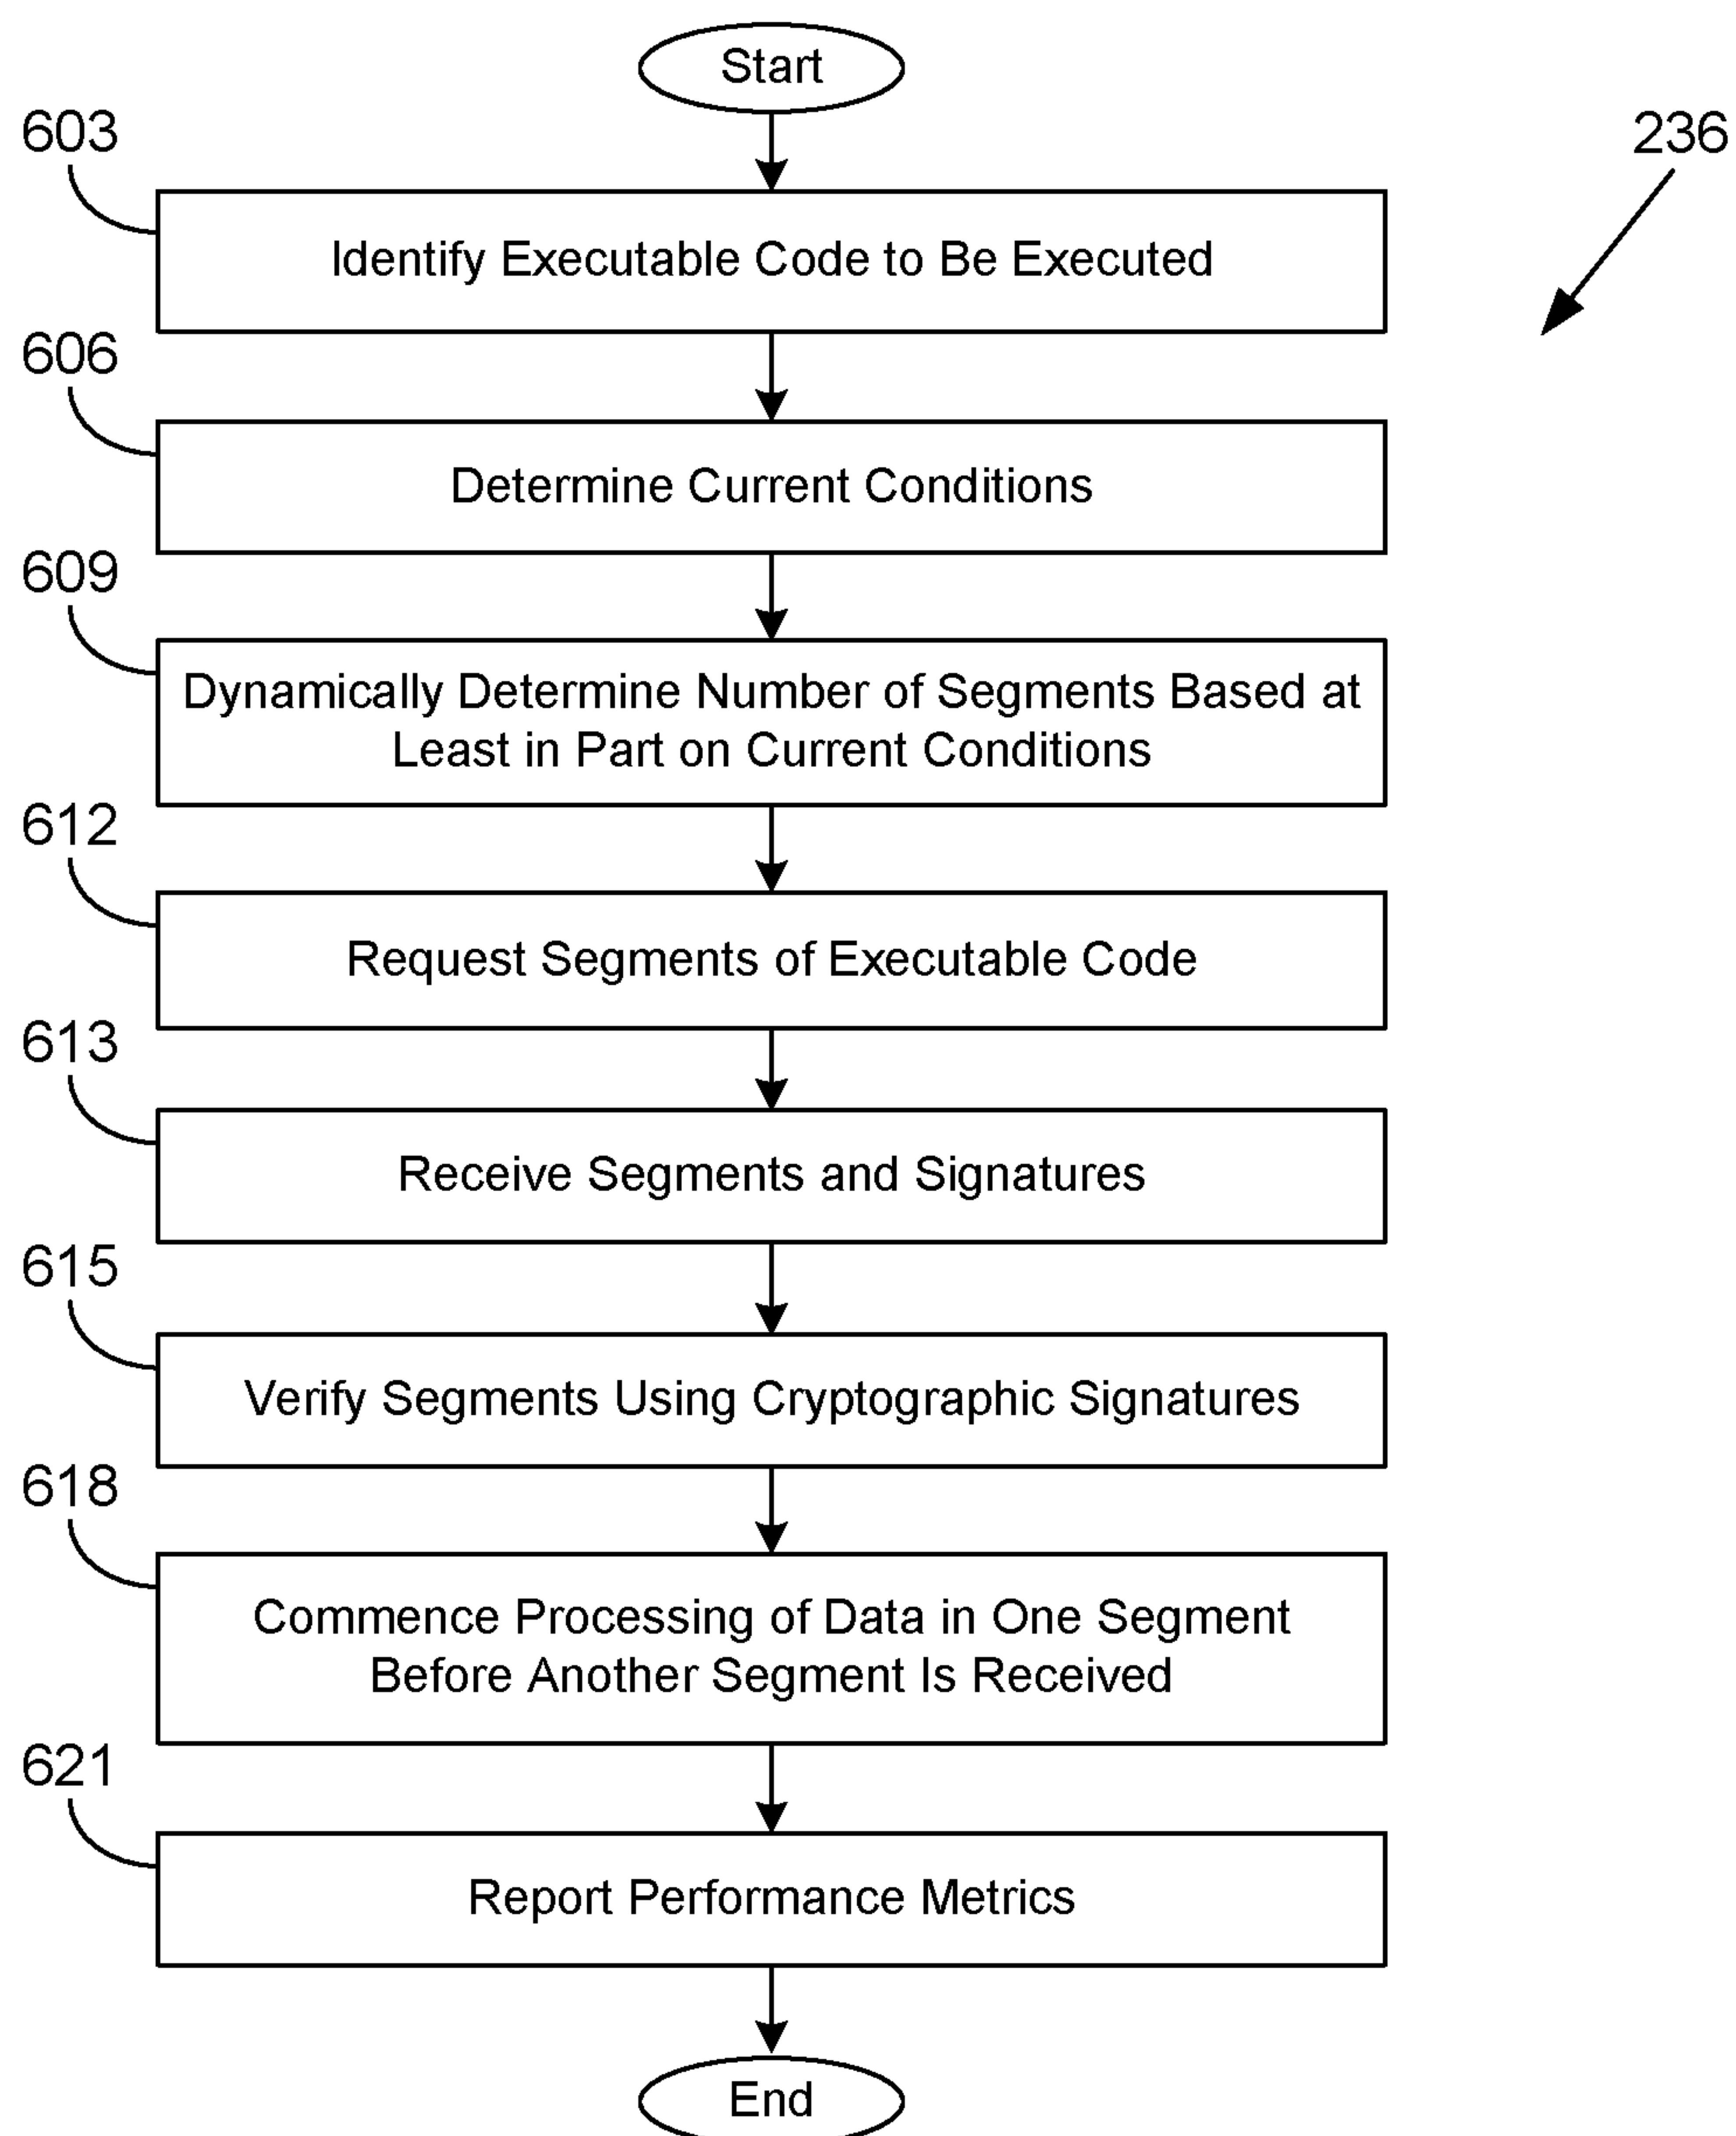 Start
603
236
Identify Executable Code to Be Executed
606
Determine Current Conditions
609
Dynamically Determine Number of Segments Based at
Least in Part on Current Conditions
612
Request Segments of Executable Code
613
Receive Segments and Signatures
615
Verify Segments Using Cryptographic Signatures
618
Commence Processing of Data in One Segment
Before Another Segment Is Received
621
Report Performance Metrics
End